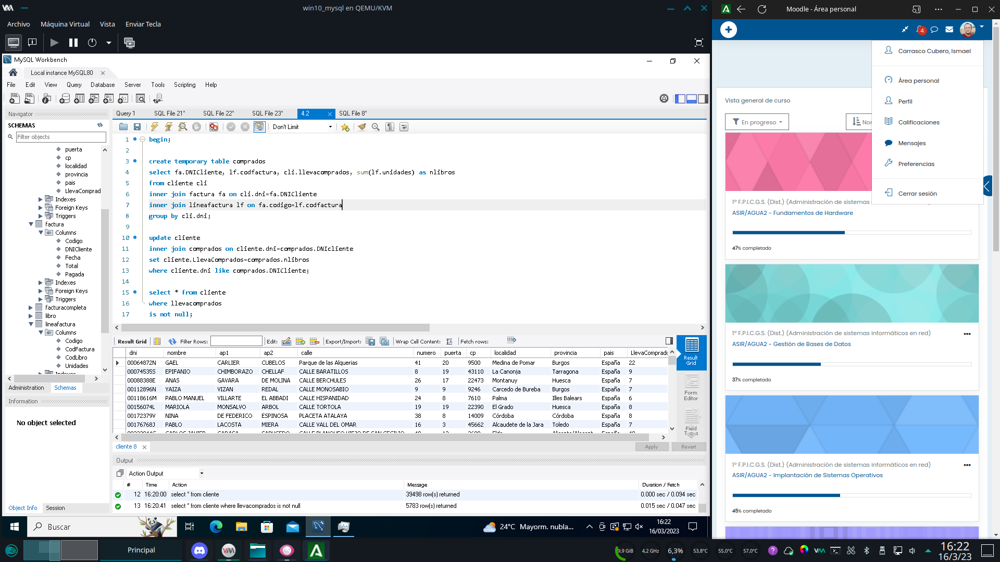 win10_mysql en QEMU/KVM
Archivo
Máquina Virtual
Vista
Enviar Tecla
MySQL Workbench
Local instance MySQL80
File Edit View Query Database Server Tools Scripting Help
Navigator
SCHEMAS
Filter objects
puerta
cp
localidad
provincia
pais
LlevaComprad
Indexes
Foreign Keys
Triggers
factura
Columns
Codigo
DNICliente
Fecha
Total
Pagada
Indexes
Foreign Keys
Triggers
facturacompleta
libro
lineafactura
Columns
Codigo
CodFactura
CodLibro
Unidades
Indexes
Administration Schemas
Information
No object selected
Object Info Session
Query 1
SQL File 21*
SQL File 22*
SQL File 23*
4.2
SQL File 8*
Don't Limit
1 begin;
2
3 create temporary table comprados
4 select fa.DNICliente, lf.codfactura, cli.llevacomprados, sum(lf.unidades) as nlibros
5 from cliente cli
6 inner join factura fa on cli.dni=fa.DNICliente
7 inner join lineafactura lf on fa.codigo=lf.codfactura
8 group by cli.dni;
9
10 update cliente
11 inner join comprados on cliente.dni=comprados.DNIcliente
12 set cliente.LlevaComprados=comprados.nlibros
13 where cliente.dni like comprados.DNICliente;
14
15 select * from cliente
16 where llevacomprados
17 is not null;
Result Grid Filter Rows: Edit: Export/Import: Wrap Cell Content: Fetch rows:
dni nombre ap1 ap2 calle numero puerta cp localidad provincia pais LlevaComprado
00064872N GAEL CARLIER CUBELOS Parque de las Alquerias 41 20 9500 Medina de Pomar Burgos España 22
00074535S EPIFANIO CHIMBORAZO CHELLAF CALLE BARATILLOS 8 19 43110 La Canonja Tarragona España 9
00088388E ANAS GAVARA DE MOLINA CALLE BERCHULES 26 17 22473 Montanuy Huesca España 7
00112896N YAIZA VIZAN REDAL CALLE MONOSABIO 9 9 9246 Carcedo de Bureba Burgos España 7
00118616M PABLO MANUEL VILLARTE EL ABBADI CALLE HISPANIDAD 24 8 7610 Palma Illes Balears España 6
00156074L MARIOLA MONSALVO ARBOL CALLE TORTOLA 19 19 22390 El Grado Huesca España 8
00172379V NINA DE FEDERICO ESPINOSA PLACETA ATALAYA 38 8 14009 Córdoba Córdoba España 8
00176768J PABLO LACOSTA MIERA CALLE VALL DEL OMAR 16 3 45662 Alcaudete de la Jara Toledo España 7
Result Grid
Form Editor
Field Types
cliente 8
Apply
Revert
Output
Action Output
# Time Action Message Duration / Fetch
12 16:20:00 select * from cliente 39498 row(s) returned 0.000 sec / 0.094 sec
13 16:20:41 select * from cliente where llevacomprados is not null 5783 row(s) returned 0.015 sec / 0.047 sec
Buscar
24°C Mayorm. nubla...
16:22
16/03/2023
Moodle - Área personal
4
Carrasco Cubero, Ismael
Área personal
Perfil
Calificaciones
Mensajes
Preferencias
Cerrar sesión
Vista general de curso
En progreso
Nor
1º F.P.I.C.G.S. (Dist.) (Administración de sistemas
ASIR/AGUA2 - Fundamentos de Hardware
47% completado
1º F.P.I.C.G.S. (Dist.) (Administración de sistemas informáticos en red)
ASIR/AGUA2 - Gestión de Bases de Datos
37% completado
1º F.P.I.C.G.S. (Dist.) (Administración de sistemas informáticos en red)
ASIR/AGUA2 - Implantación de Sistemas Operativos
45% completado
Principal
9,9 GiB
4,2 GHz
6,3%
53,8°C
55,0°C
57,0°C
16:22
16/3/23